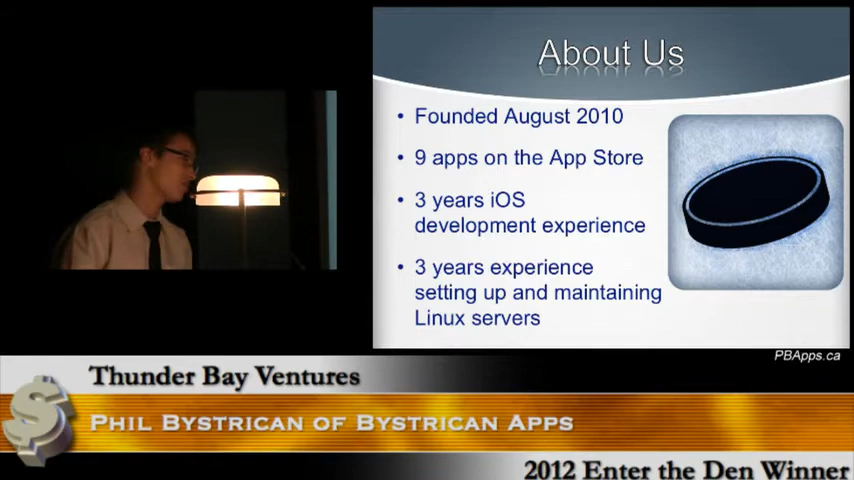 About Us
• Founded August 2010
• 9 apps on the App Store
• 3 years iOS
development experience
• 3 years experience
setting up and maintaining
Linux servers
PBApps.ca
Thunder Bay Ventures
Phil Bystrican of Bystrican Apps
2012 Enter the Den Winner